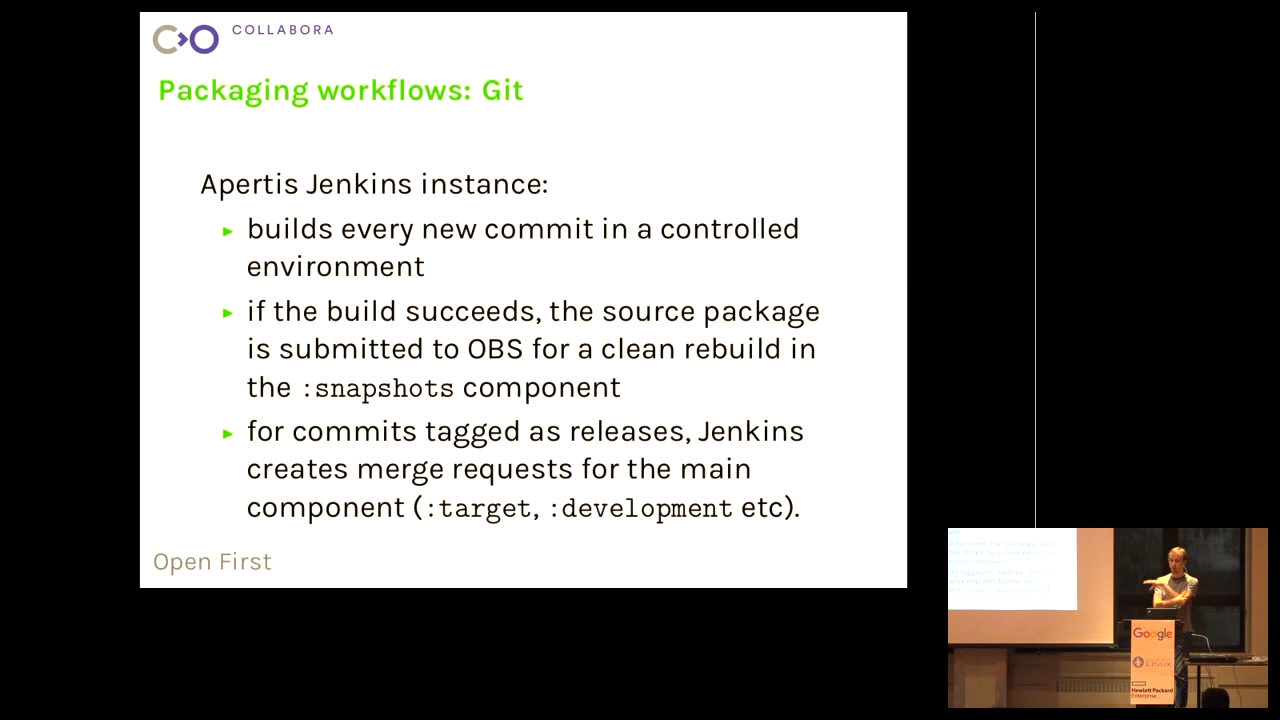 COLLABORA
Packaging workflows: Git
Apertis Jenkins instance:
▸ builds every new commit in a controlled
environment
▸ if the build succeeds, the source package
is submitted to OBS for a clean rebuild in
the :snapshots component
▸ for commits tagged as releases, Jenkins
creates merge requests for the main
component (:target, :development etc).
Open First
Google
LINUX
Hewlett Packard
Enterprise